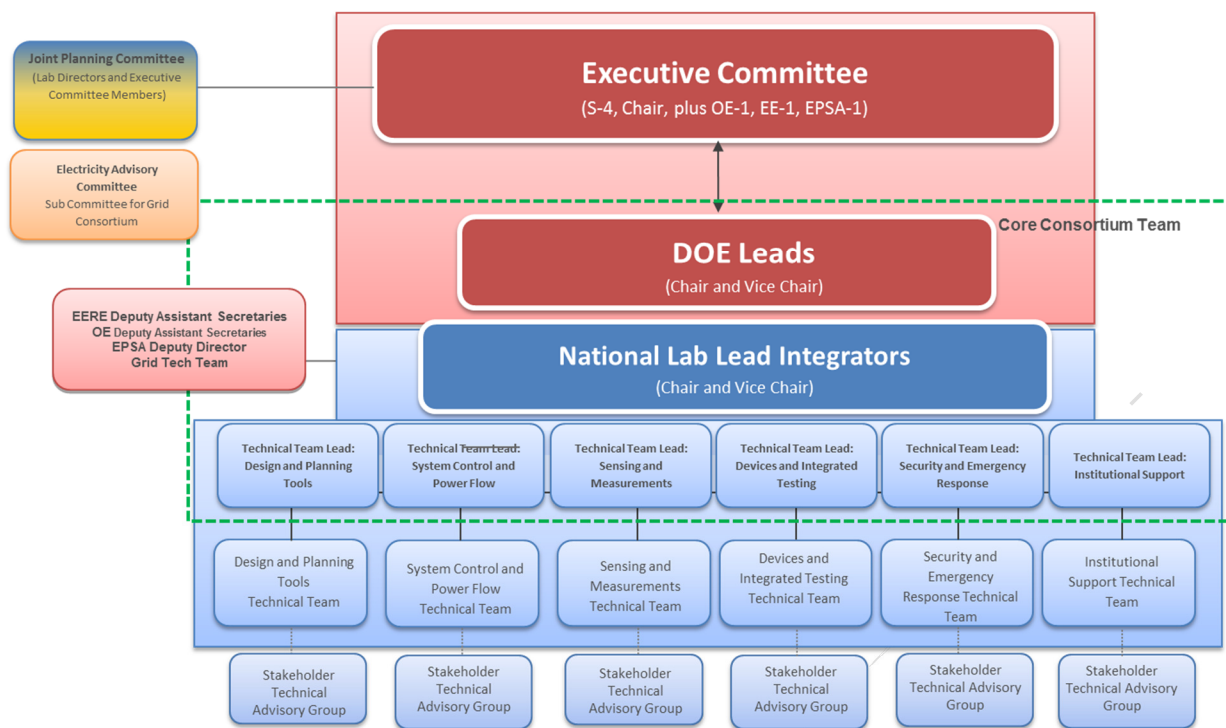 Joint Planning Committee
(Lab Directors and Executive
Committee Members)
Executive Committee
(S-4, Chair, plus OE-1, EE-1, EPSA-1)
Electricity Advisory
Committee
Sub Committee for Grid
Consortium
Core Consortium Team
DOE Leads
(Chair and Vice Chair)
EERE Deputy Assistant Secretaries
OE Deputy Assistant Secretaries
EPSA Deputy Director
Grid Tech Team
National Lab Lead Integrators
(Chair and Vice Chair)
Technical Team Lead:
Design and Planning
Tools
Technical Team Lead:
System Control and
Power Flow
Technical Team Lead:
Sensing and
Measurements
Technical Team Lead:
Devices and Integrated
Testing
Technical Team Lead:
Security and Emergency
Response
Technical Team Lead:
Institutional Support
Design and Planning
Tools
Technical Team
System Control and
Power Flow
Technical Team
Sensing and
Measurements
Technical Team
Devices and
Integrated Testing
Technical Team
Security and
Emergency
Response Technical
Team
Institutional
Support Technical
Team
Stakeholder
Technical
Advisory Group
Stakeholder
Technical
Advisory Group
Stakeholder
Technical
Advisory Group
Stakeholder
Technical
Advisory Group
Stakeholder
Technical Advisory
Group
Stakeholder
Technical Advisory
Group